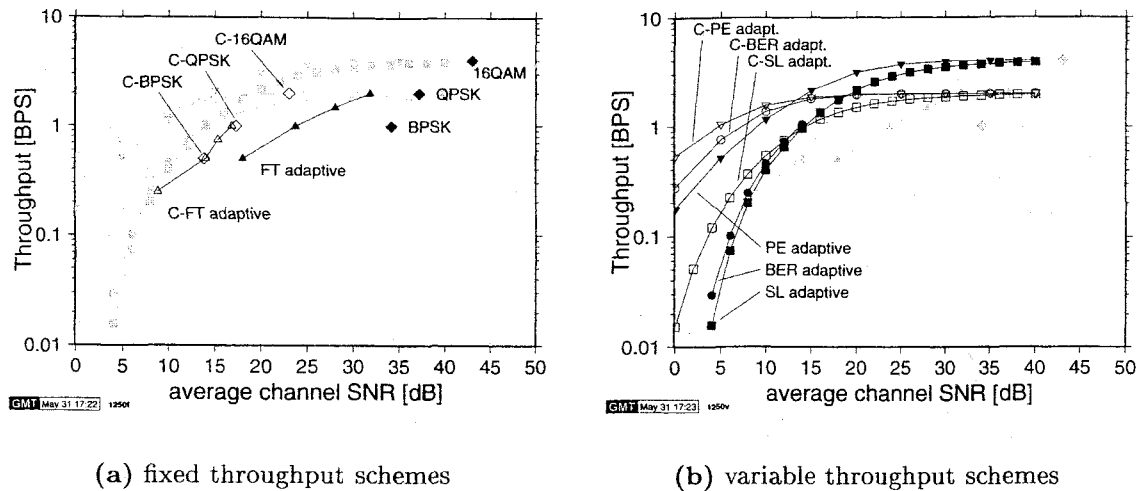 10
C-16QAM
C-QPSK
C-BPSK
16QAM
QPSK
BPSK
1
FT adaptive
C-FT adaptive
0.1
0.01
Throughput [BPS]
0 5 10 15 20 25 30 35 40 45 50
average channel SNR [dB]
GMT May 31 17:22 1250f
(a) fixed throughput schemes
10
C-PE adapt.
C-BER adapt.
C-SL adapt.
1
PE adaptive
BER adaptive
SL adaptive
0.1
0.01
Throughput [BPS]
0 5 10 15 20 25 30 35 40 45 50
average channel SNR [dB]
GMT May 31 17:23 1250v
(b) variable throughput schemes